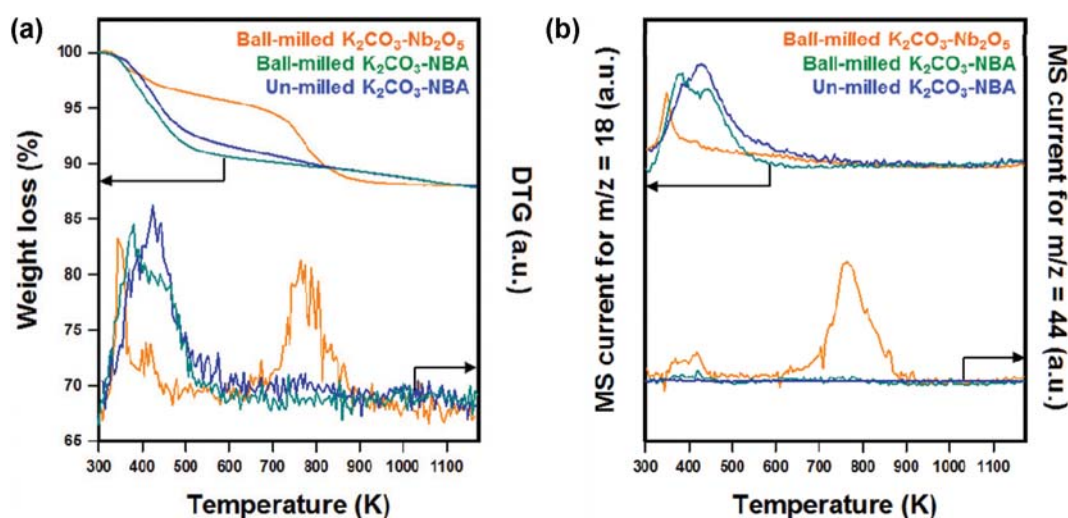 (a)
Ball-milled K₂CO₃-Nb₂O₅
Ball-milled K₂CO₃-NBA
Un-milled K₂CO₃-NBA
Weight loss (%)
100
95
90
85
80
75
70
65
DTG (a.u.)
300 400 500 600 700 800 900 1000 1100
Temperature (K)
(b)
Ball-milled K₂CO₃-Nb₂O₅
Ball-milled K₂CO₃-NBA
Un-milled K₂CO₃-NBA
MS current for m/z = 18 (a.u.)
MS current for m/z = 44 (a.u.)
300 400 500 600 700 800 900 1000 1100
Temperature (K)